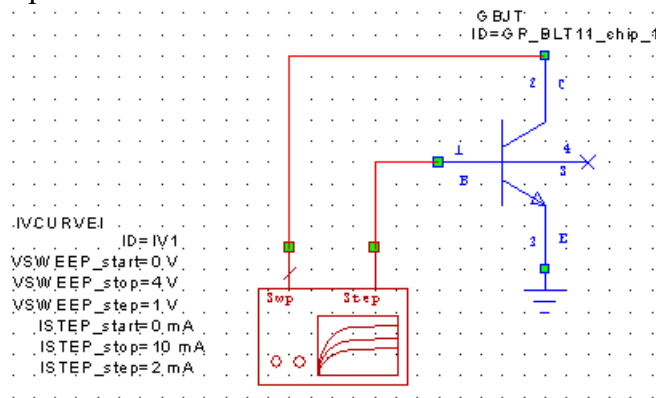 GBJT
ID=GP_BLT11_chip_1
2 C
1
4
B
3
3 E
IVCURVEI
ID=IV1
VSWEEP_start=0 V
VSWEEP_stop=4 V
VSWEEP_step=1 V
ISTEP_start=0 mA
ISTEP_stop=10 mA
ISTEP_step=2 mA
Swp Step